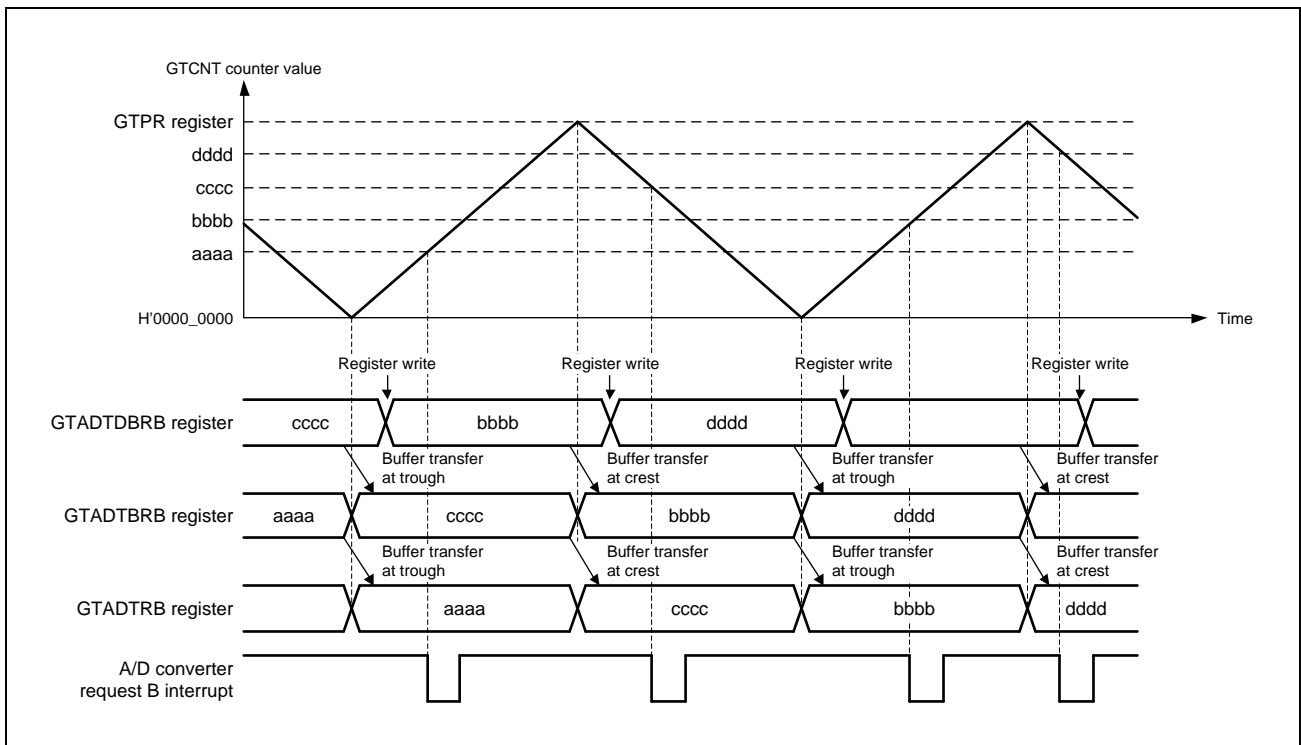 GTCNT counter value
GTPR register
dddd
cccc
bbbb
aaaa
H'0000_0000
Time
Register write
Register write
Register write
Register write
GTADTDBRB register
cccc
bbbb
dddd
Buffer transfer
at trough
Buffer transfer
at crest
Buffer transfer
at trough
Buffer transfer
at crest
GTADTBRB register
aaaa
cccc
bbbb
dddd
Buffer transfer
at trough
Buffer transfer
at crest
Buffer transfer
at trough
Buffer transfer
at crest
GTADTRB register
aaaa
cccc
bbbb
dddd
A/D converter
request B interrupt